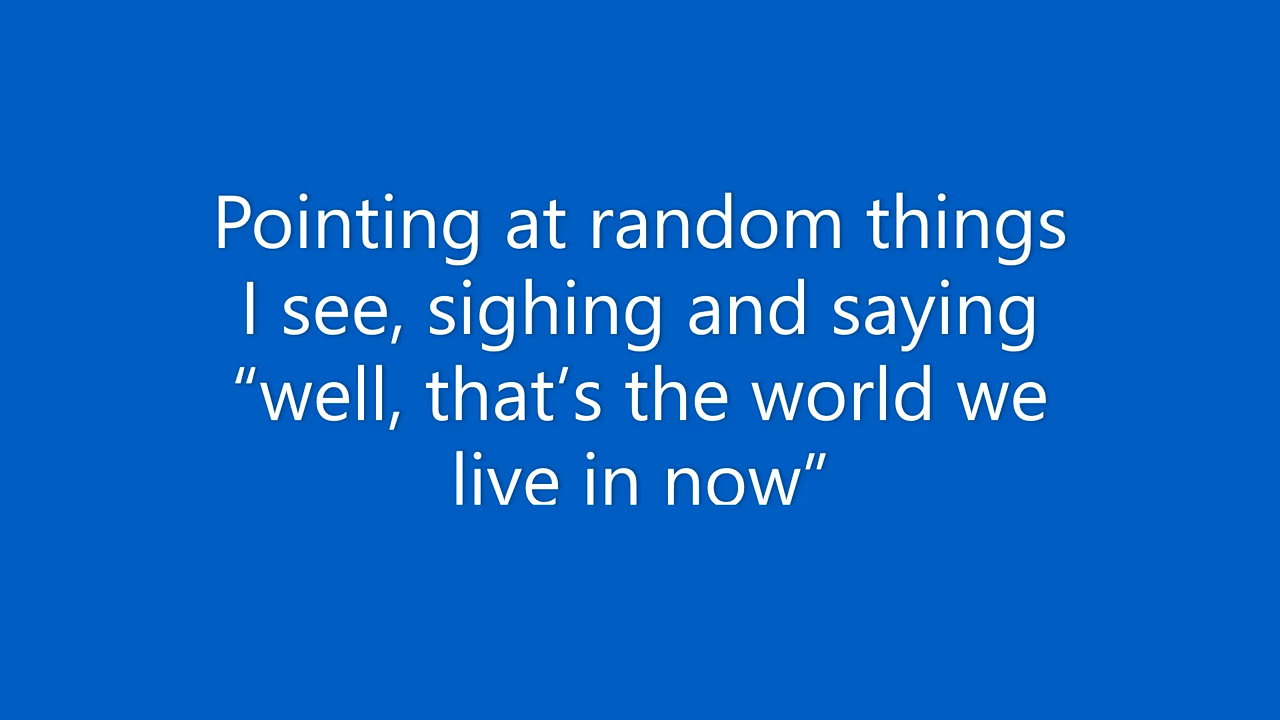 Pointing at random things
I see, sighing and saying
“well, that’s the world we
live in now”